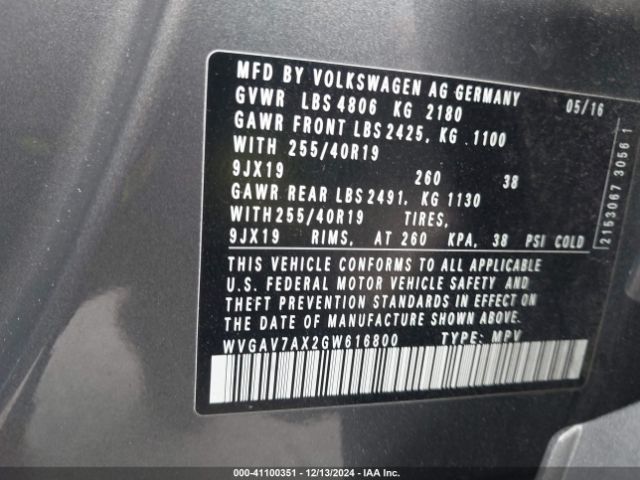 MFD BY VOLKSWAGEN AG GERMANY 05/16
GVWR LBS 4806 KG 2180
GAWR FRONT LBS 2425, KG 1100
WITH 255/40R19
9JX19 260 38
GAWR REAR LBS 2491, KG 1130
WITH 255/40R19 TIRES,
9JX19 RIMS, AT 260 KPA, 38 PSI COLD
THIS VEHICLE CONFORMS TO ALL APPLICABLE
U.S. FEDERAL MOTOR VEHICLE SAFETY AND
THEFT PREVENTION STANDARDS IN EFFECT ON
THE DATE OF MANUFACTURE SHOWN ABOVE.
WVGAV7AX2GW616800 TYPE: MPV
2153067 3056 1
000-41100351 | 12/13/2024 - IAA Inc.